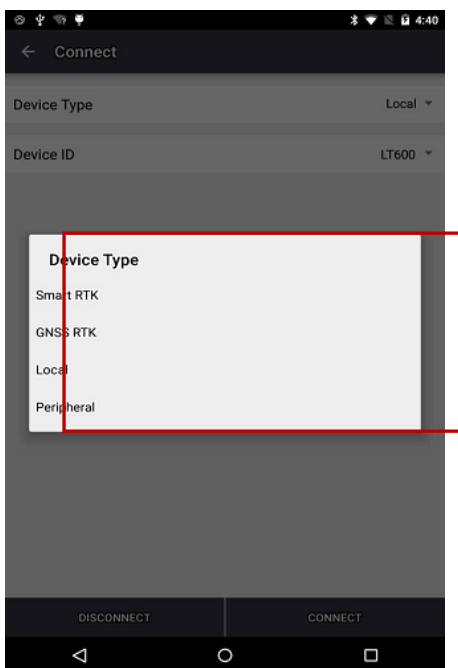 4:40
Connect
Device Type Local
Device ID LT600
Device Type
Smart RTK
GNSS RTK
Local
Peripheral
DISCONNECT CONNECT